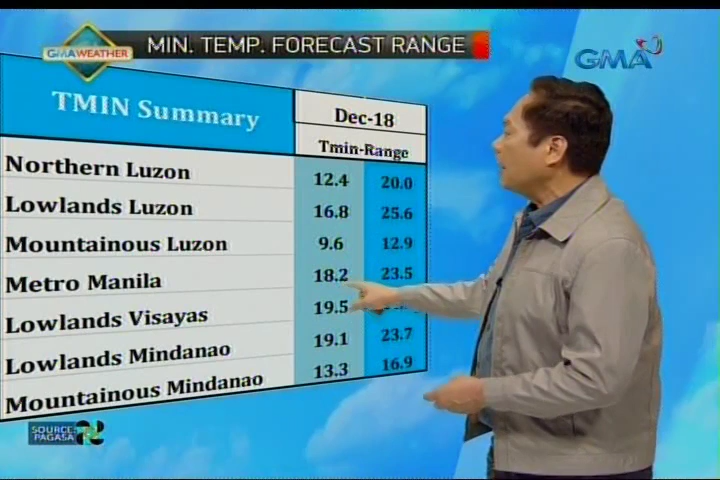 GMAWEATHER
MIN. TEMP. FORECAST RANGE
GMA
TMIN Summary
Dec-18
Tmin-Range
Northern Luzon 12.4 20.0
Lowlands Luzon 16.8 25.6
Mountainous Luzon 9.6 12.9
Metro Manila 18.2 23.5
Lowlands Visayas 19.5
Lowlands Mindanao 19.1 23.7
Mountainous Mindanao 13.3 16.9
SOURCE:
PAGASA